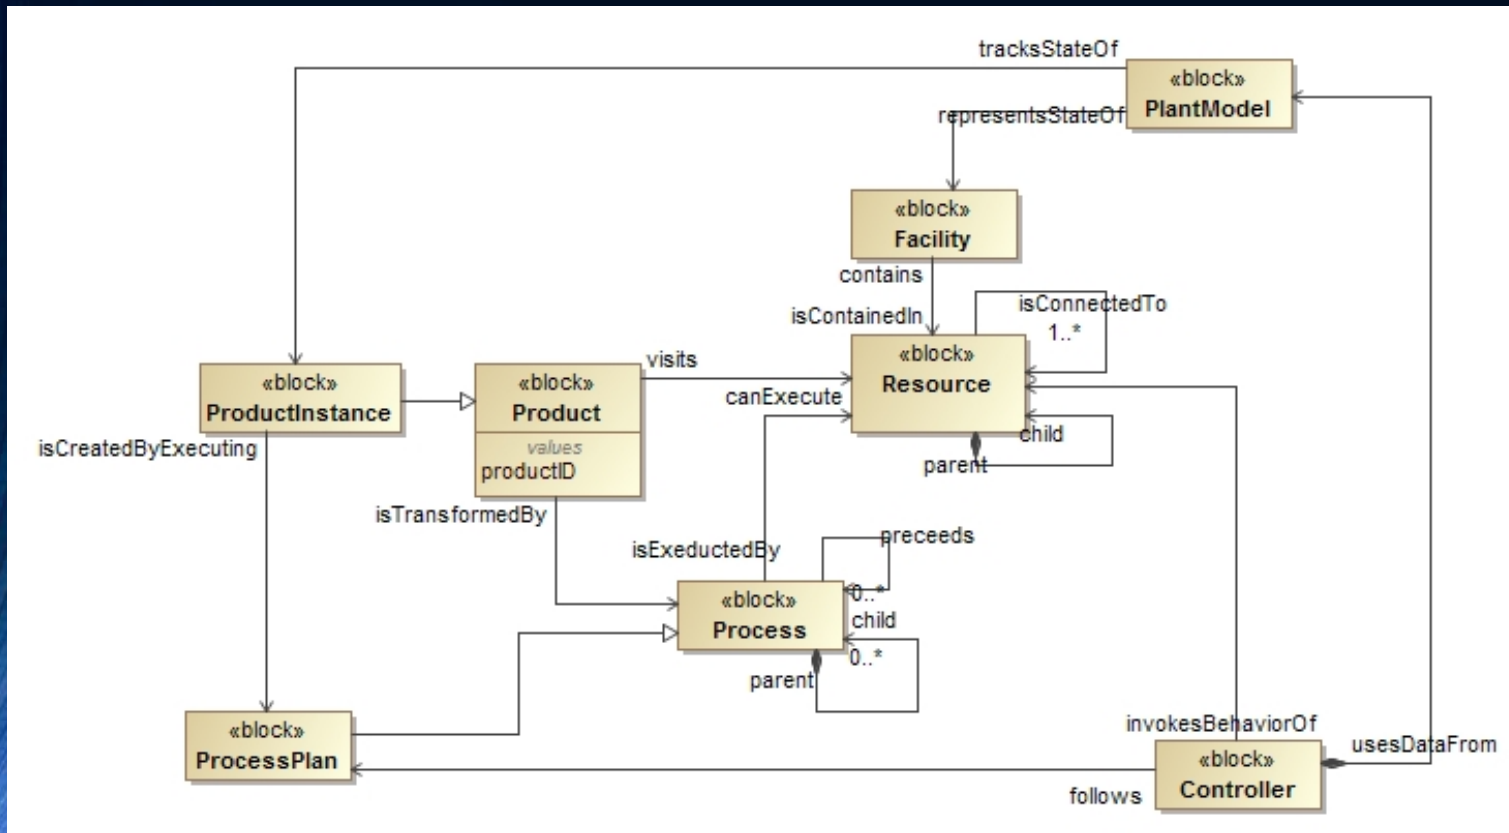 tracksStateOf
«block»
PlantModel
representsStateOf
«block»
Facility
contains
isContainedIn
isConnectedTo
1..*
«block»
Resource
visits
canExecute
child
parent
«block»
ProductInstance
isCreatedByExecuting
«block»
Product
values
productID
isTransformedBy
isExeductedBy
preceeds
0..*
«block»
Process
child
0..*
parent
«block»
ProcessPlan
invokesBehaviorOf
usesDataFrom
«block»
Controller
follows